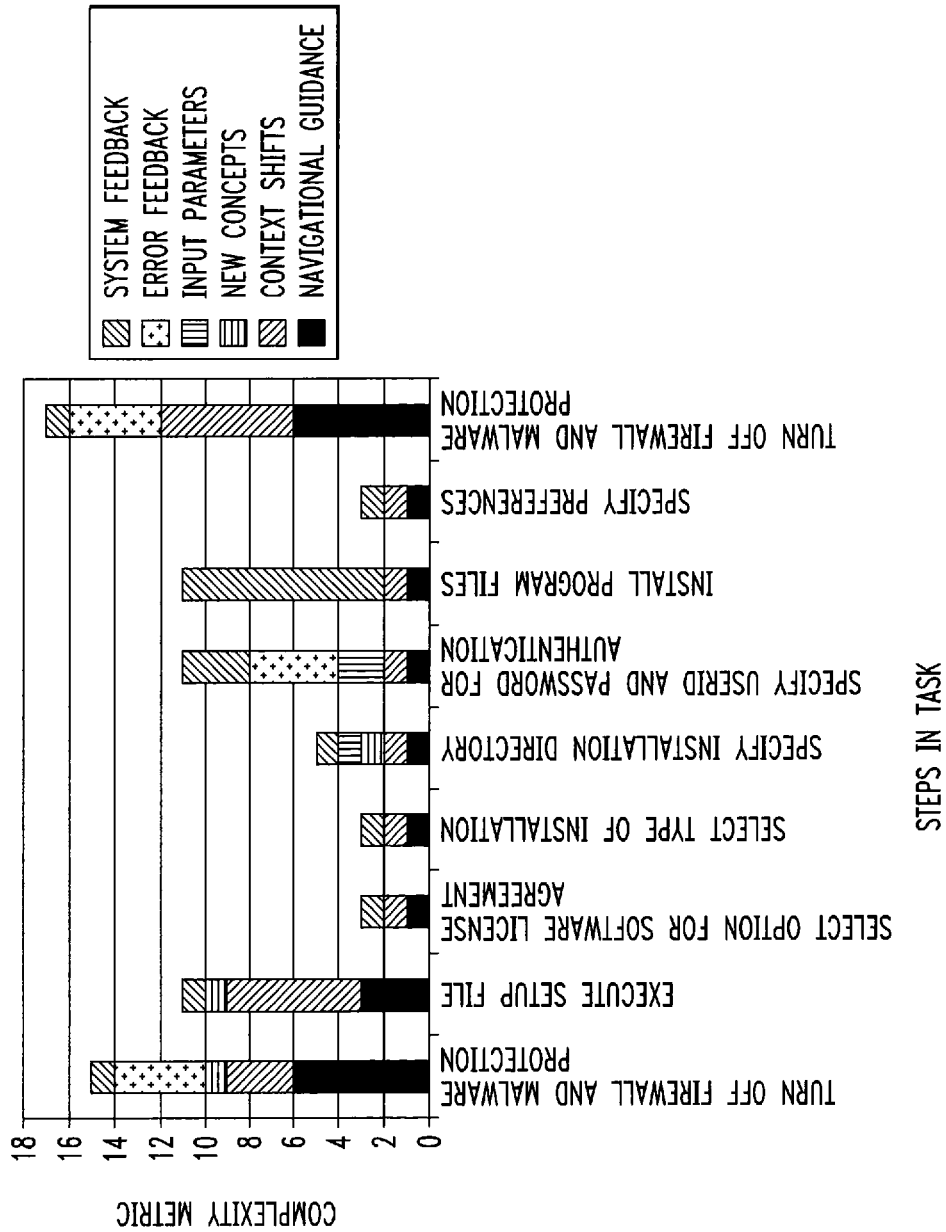 SYSTEM FEEDBACK
ERROR FEEDBACK
INPUT PARAMETERS
NEW CONCEPTS
CONTEXT SHIFTS
NAVIGATIONAL GUIDANCE
COMPLEXITY METRIC
18
16
14
12
10
8
6
4
2
0
TURN OFF FIREWALL AND MALWARE
PROTECTION
EXECUTE SETUP FILE
SELECT OPTION FOR SOFTWARE LICENSE
AGREEMENT
SELECT TYPE OF INSTALLATION
SPECIFY INSTALLATION DIRECTORY
SPECIFY USERID AND PASSWORD FOR
AUTHENTICATION
INSTALL PROGRAM FILES
SPECIFY PREFERENCES
TURN OFF FIREWALL AND MALWARE
PROTECTION
STEPS IN TASK